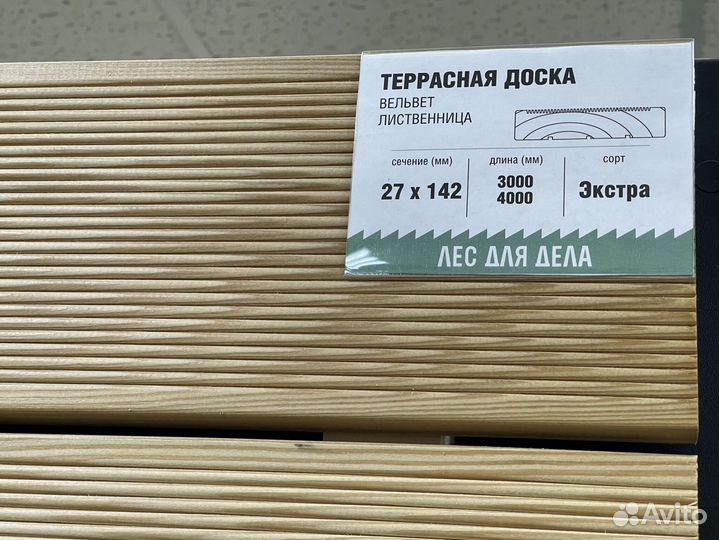 ТЕРРАСНАЯ ДОСКА
ВЕЛЬВЕТ
ЛИСТВЕННИЦА
сечение (мм) длина (мм) сорт
27 x 142 3000 4000 Экстра
ЛЕС ДЛЯ ДЕЛА
Avito